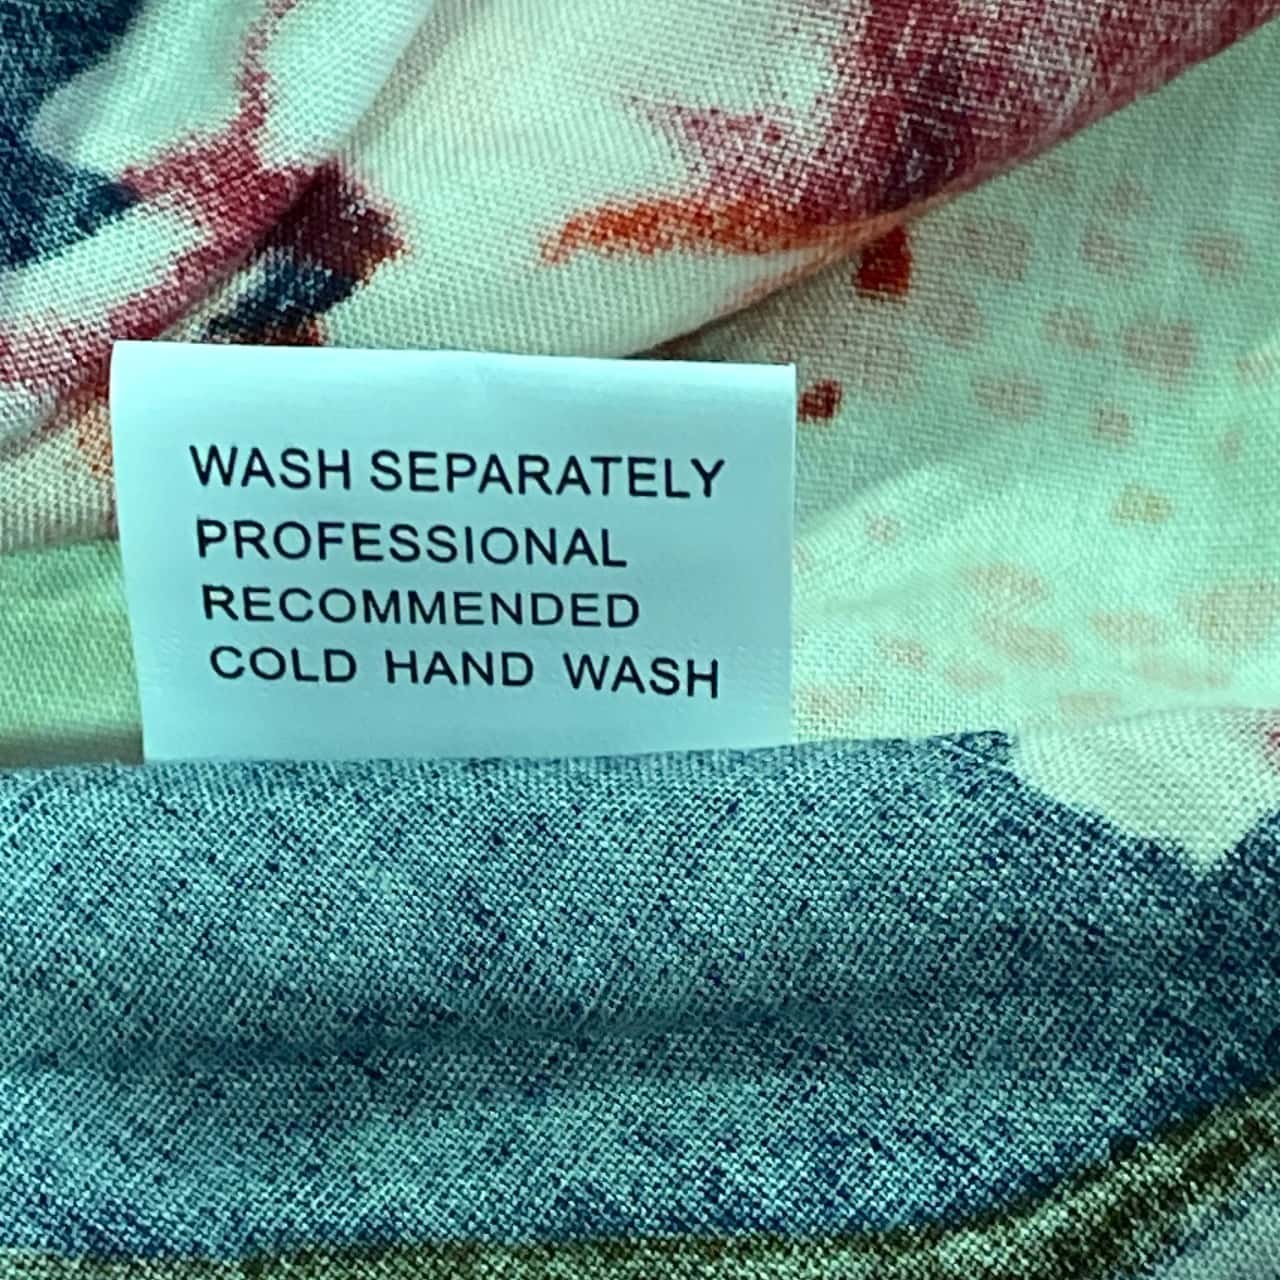 WASH SEPARATELY
PROFESSIONAL
RECOMMENDED
COLD HAND WASH